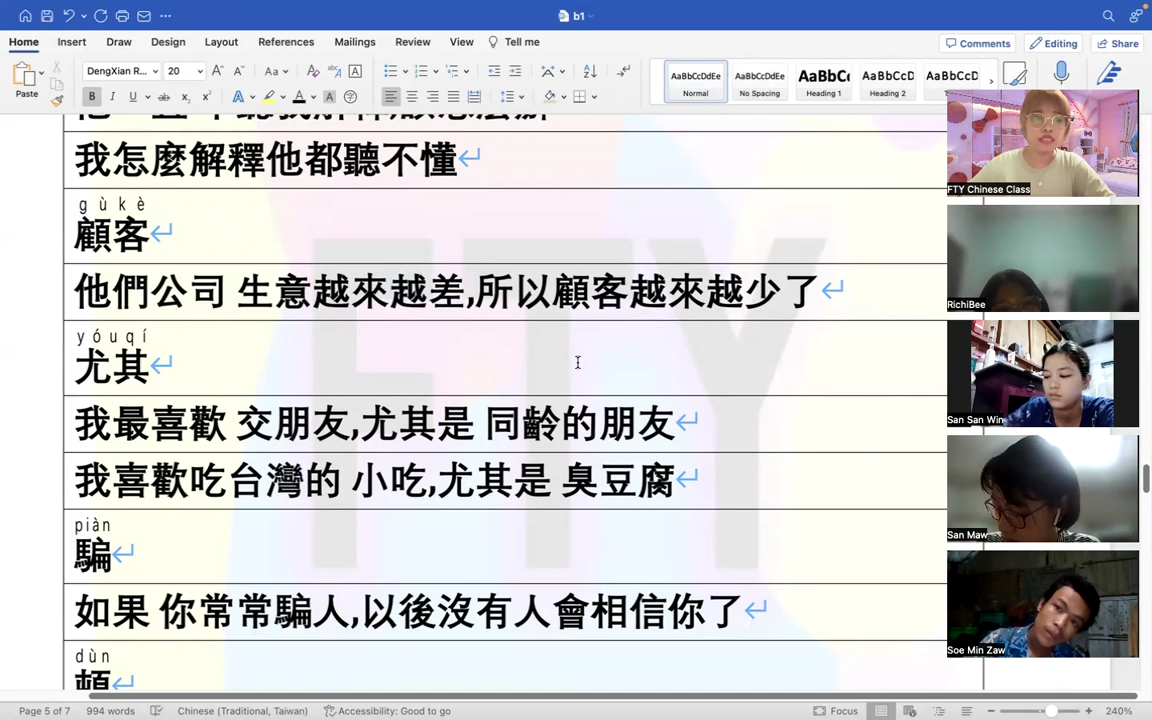 b1
Home Insert Draw Design Layout References Mailings Review View Tell me
Comments Editing Share
Paste
DengXian R... 20
AaBbCcDdEe Normal
AaBbCcDdEe No Spacing
AaBbCc Heading 1
AaBbCcD Heading 2
AaBbCcD
我怎麼解釋他都聽不懂
gùkè
顧客
他們公司 生意越來越差,所以顧客越來越少了
yóuqí
尤其
我最喜歡 交朋友,尤其是 同齡的朋友
我喜歡吃台灣的 小吃,尤其是 臭豆腐
piàn
騙
如果 你常常騙人,以後沒有人會相信你了
dùn
FTY
FTY Chinese Class
RichiBee
San San Win
San Maw
Soe Min Zaw
Page 5 of 7 994 words Chinese (Traditional, Taiwan) Accessibility: Good to go
Focus 240%